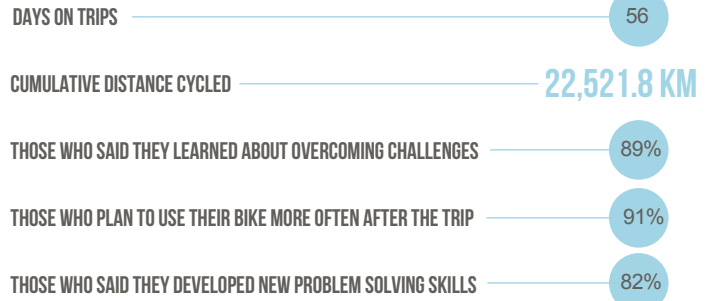 DAYS ON TRIPS 56
CUMULATIVE DISTANCE CYCLED 22,521.8 KM
THOSE WHO SAID THEY LEARNED ABOUT OVERCOMING CHALLENGES 89%
THOSE WHO PLAN TO USE THEIR BIKE MORE OFTEN AFTER THE TRIP 91%
THOSE WHO SAID THEY DEVELOPED NEW PROBLEM SOLVING SKILLS 82%